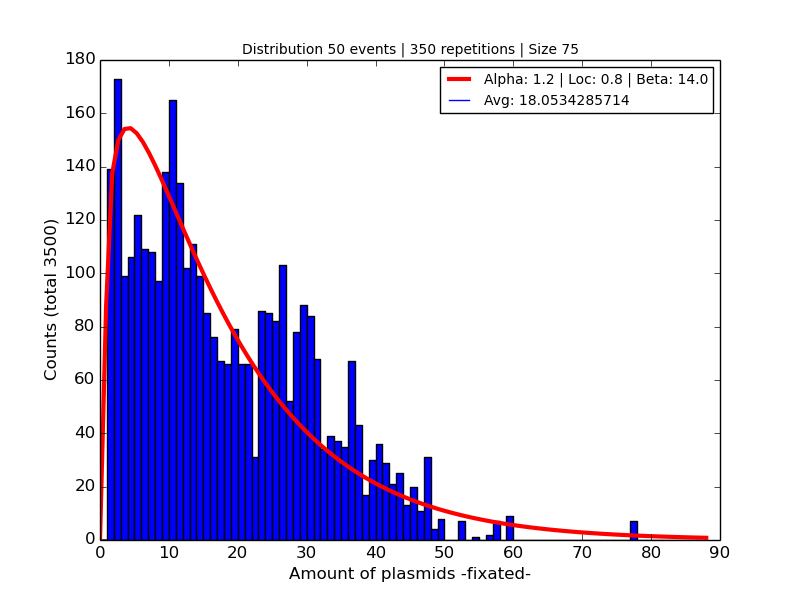 Distribution 50 events | 350 repetitions | Size 75
Alpha: 1.2 | Loc: 0.8 | Beta: 14.0
Avg: 18.0534285714
Counts (total 3500)
180
160
140
120
100
80
60
40
20
0
0 10 20 30 40 50 60 70 80 90
Amount of plasmids -fixated-